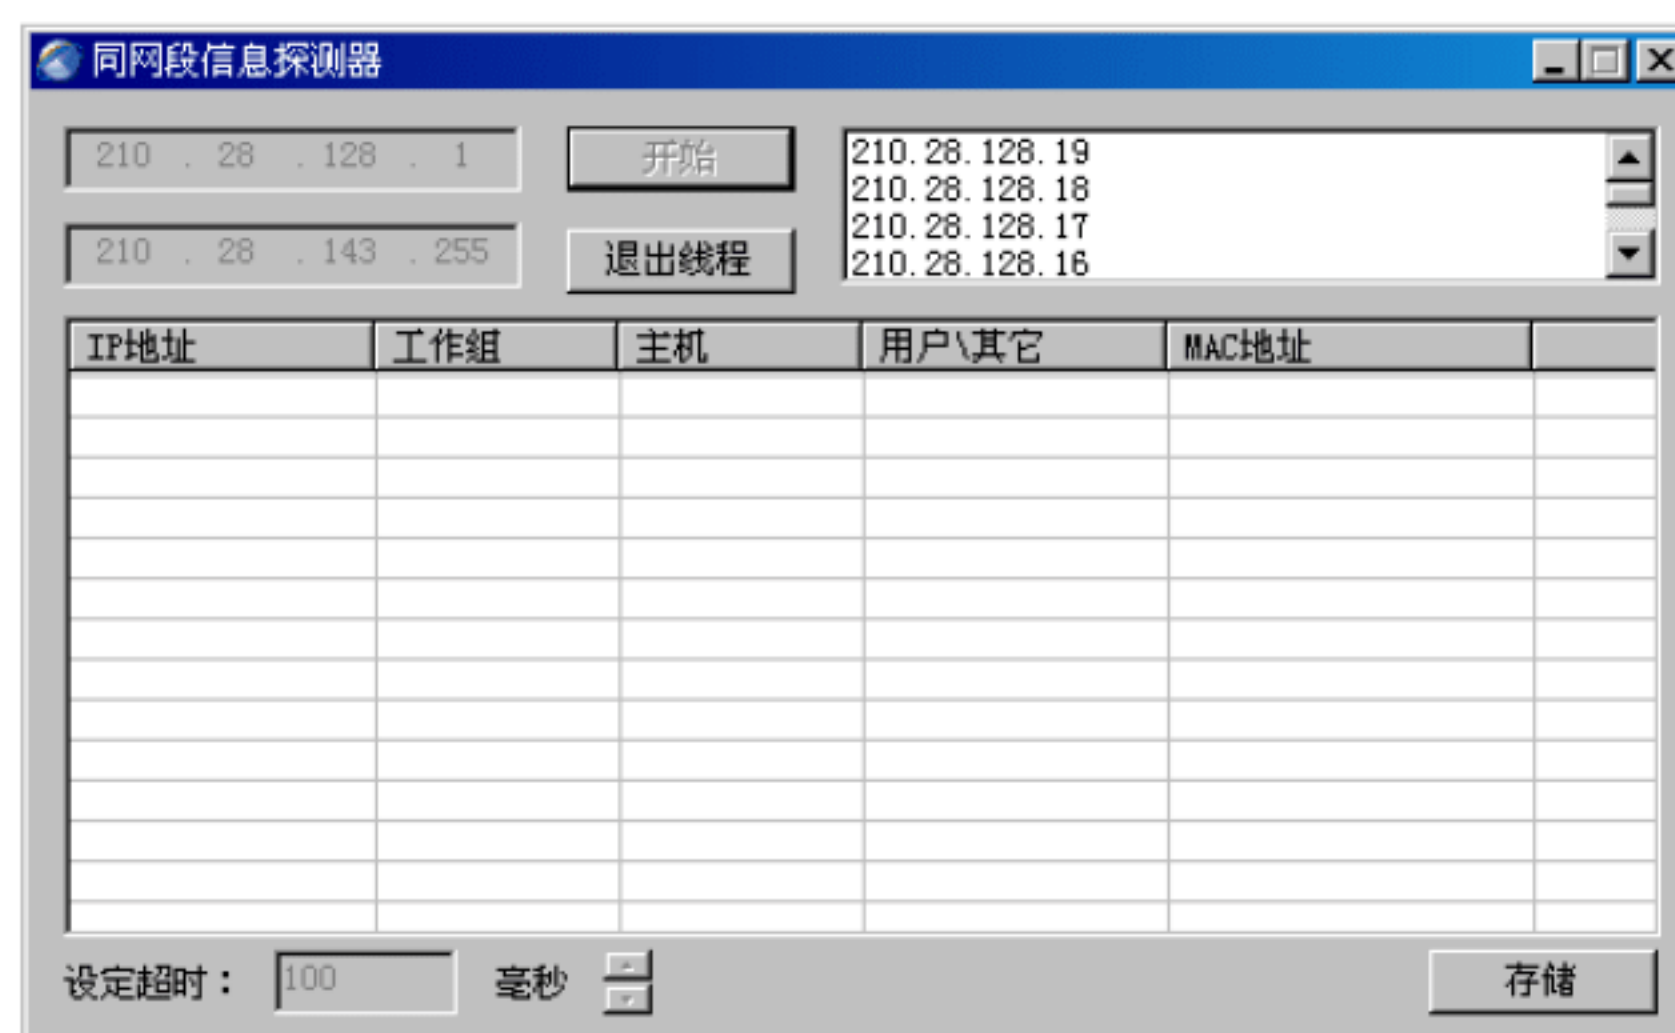 同网段信息探测器
210 . 28 . 128 . 1
开始
210.28.128.19
210.28.128.18
210.28.128.17
210.28.128.16
210 . 28 . 143 . 255
退出线程
IP地址 工作组 主机 用户\其它 MAC地址
设定超时： 100 毫秒
存储